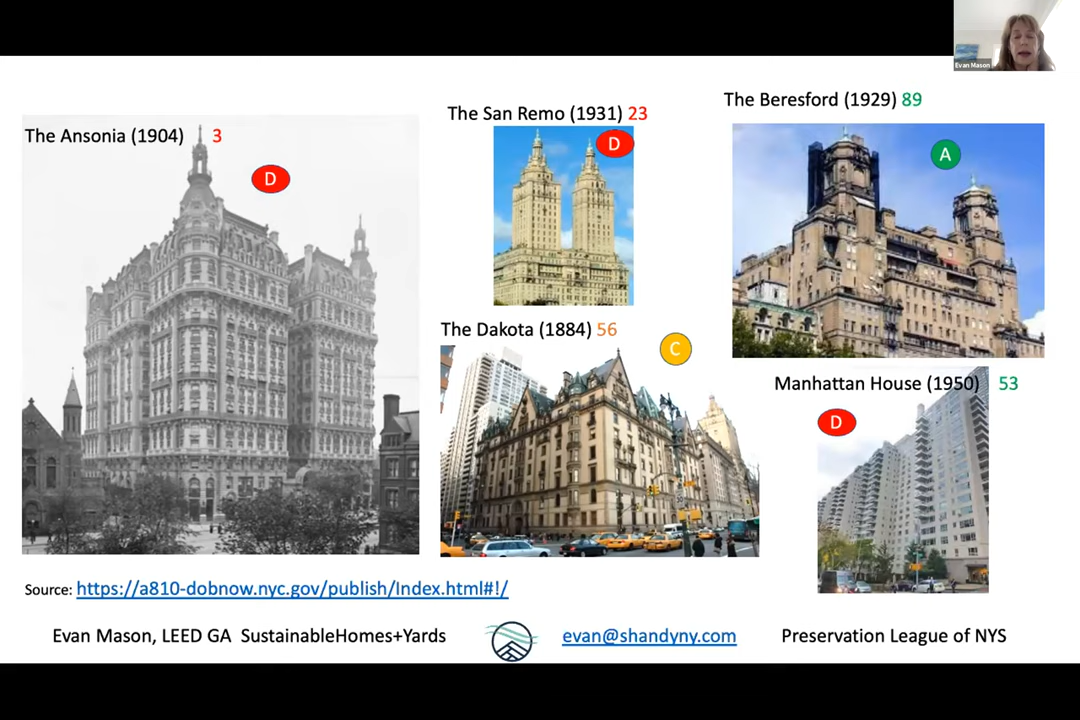 Evan Mason
The Ansonia (1904) 3
D
The San Remo (1931) 23
D
The Beresford (1929) 89
A
The Dakota (1884) 56
C
Manhattan House (1950) 53
D
Source: https://a810-dobnow.nyc.gov/publish/Index.html#!/
Evan Mason, LEED GA SustainableHomes+Yards
evan@shandyny.com
Preservation League of NYS